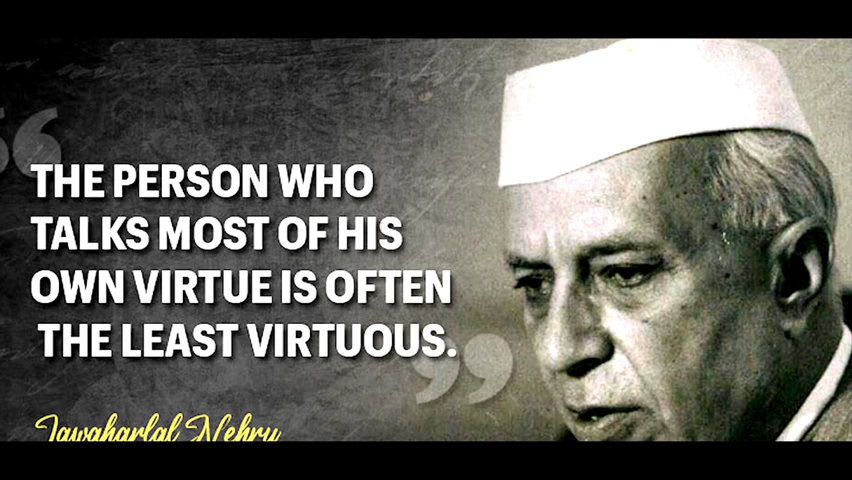 THE PERSON WHO
TALKS MOST OF HIS
OWN VIRTUE IS OFTEN
THE LEAST VIRTUOUS.
Jawaharlal Nehru